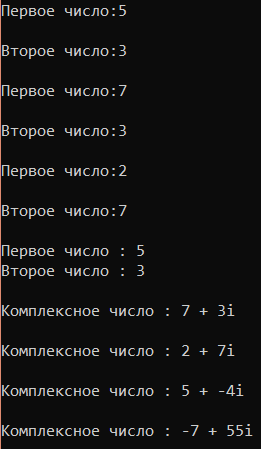 Первое число:5
Второе число:3
Первое число:7
Второе число:3
Первое число:2
Второе число:7
Первое число : 5
Второе число : 3
Комплексное число : 7 + 3i
Комплексное число : 2 + 7i
Комплексное число : 5 + -4i
Комплексное число : -7 + 55i